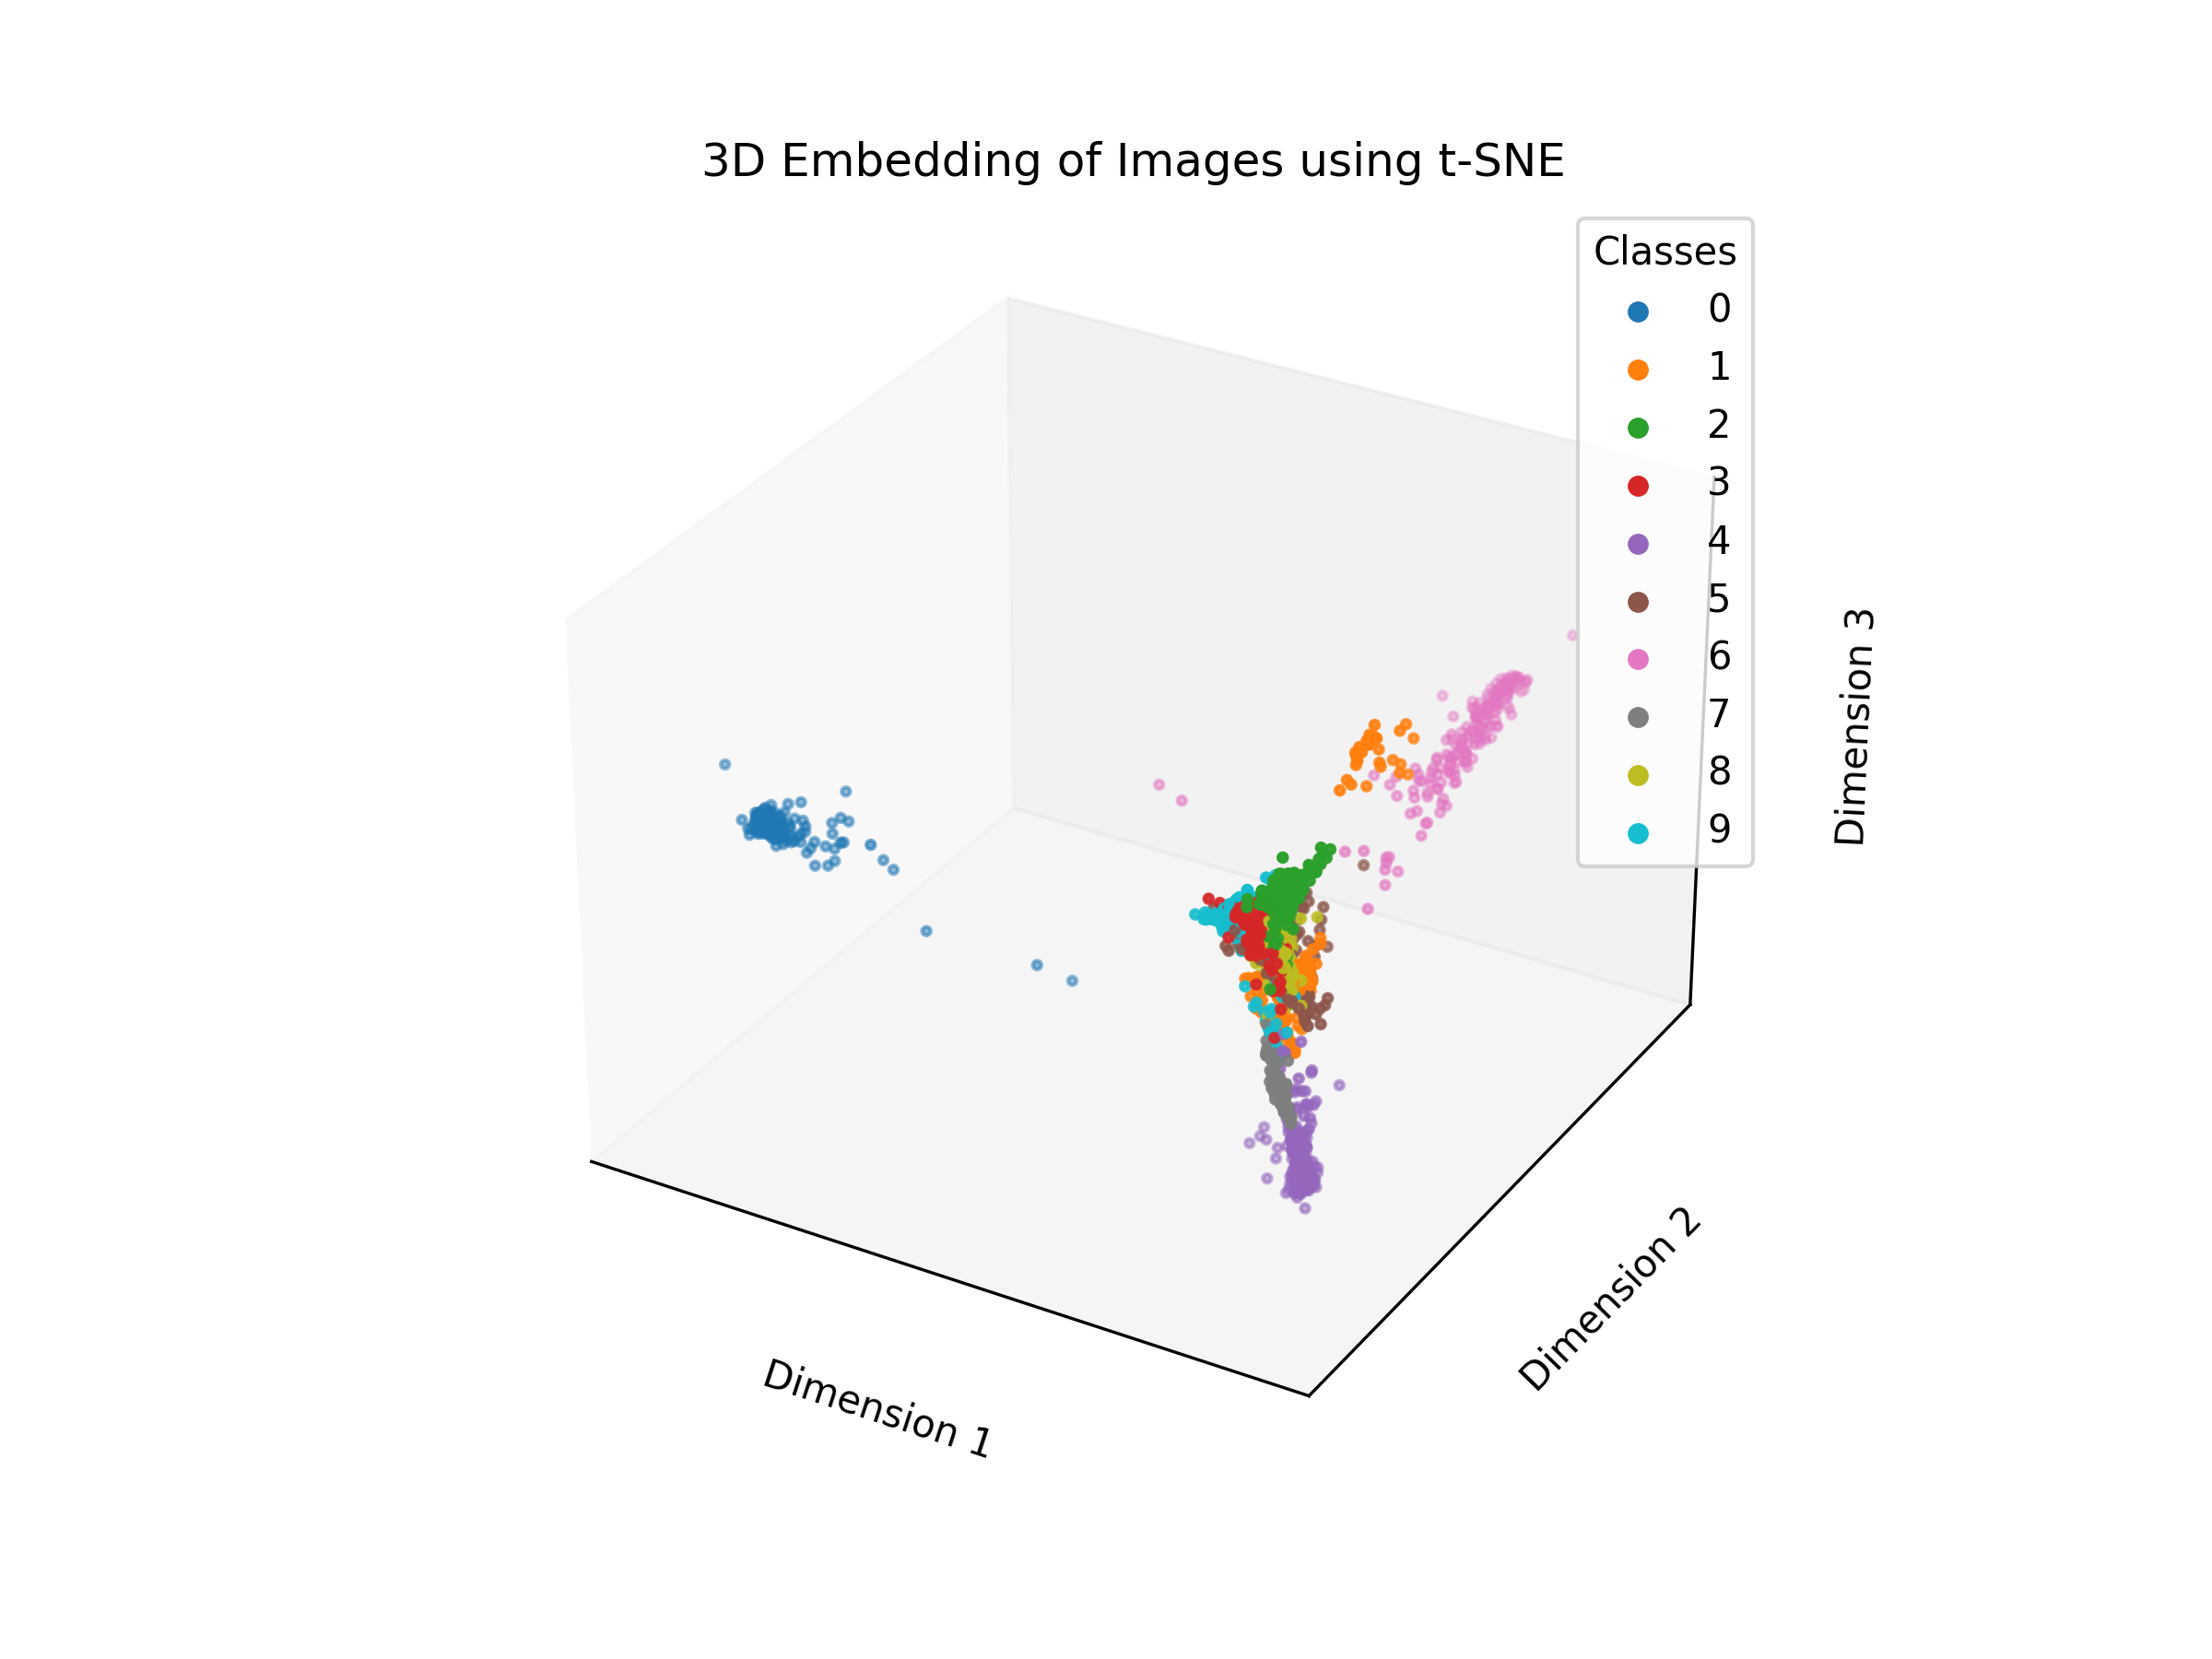 3D Embedding of Images using t-SNE
Classes
0
1
2
3
4
5
6
7
8
9
Dimension 3
Dimension 2
Dimension 1